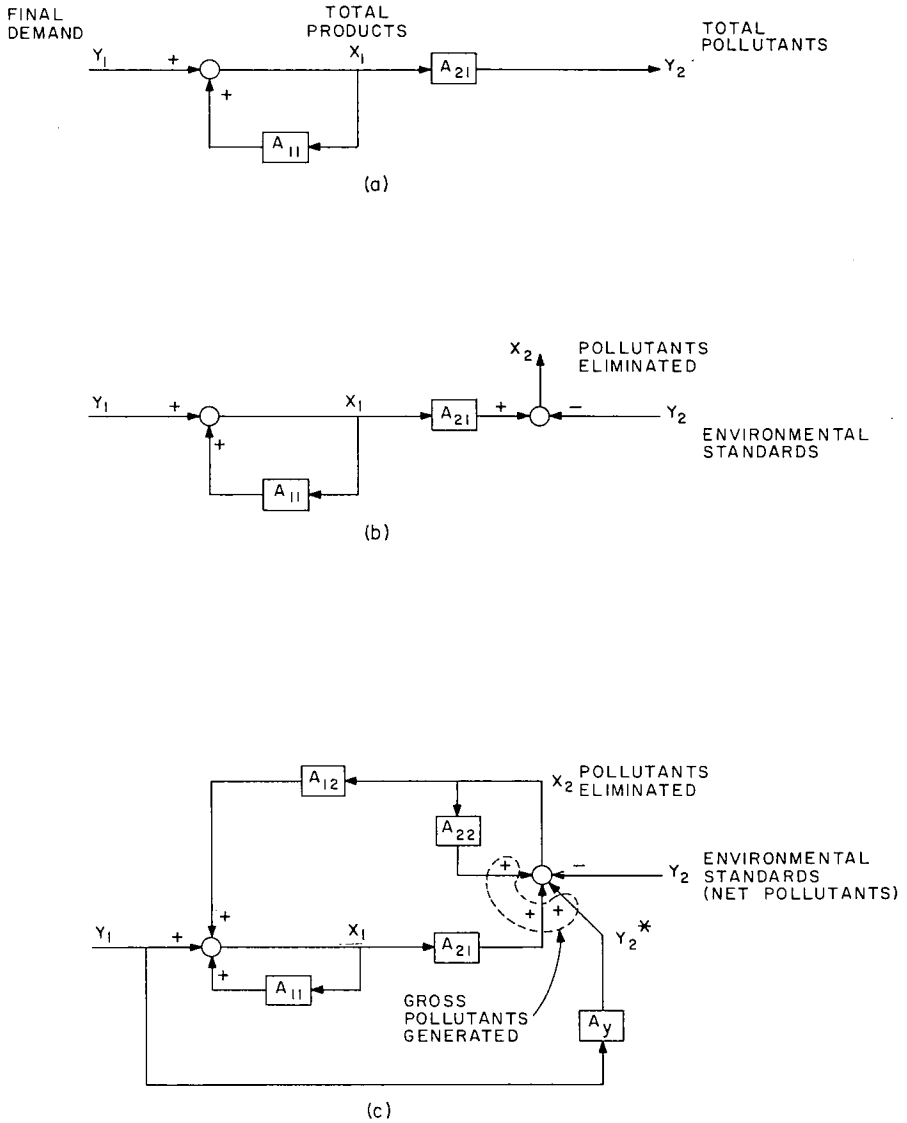 FINAL
DEMAND
TOTAL
PRODUCTS
TOTAL
POLLUTANTS
Y1 + X1 A21 Y2
+
A11
(a)
X2 POLLUTANTS
ELIMINATED
Y1 + X1 A21 + − Y2
+
ENVIRONMENTAL
STANDARDS
A11
(b)
A12 X2 POLLUTANTS
ELIMINATED
A22
+ − Y2 ENVIRONMENTAL
STANDARDS
(NET POLLUTANTS)
+ + +
Y1 + X1 A21 Y2*
+
A11
GROSS
POLLUTANTS
GENERATED
Ay
(c)